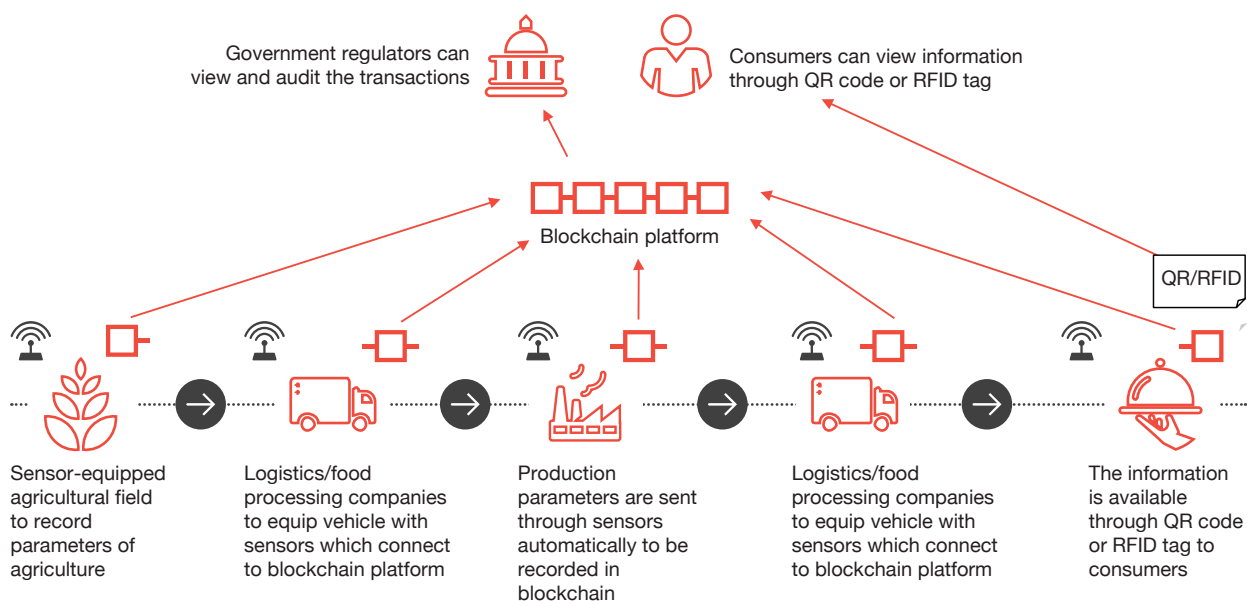 Government regulators can
view and audit the transactions
Consumers can view information
through QR code or RFID tag
Blockchain platform
QR/RFID
Sensor-equipped
agricultural field
to record
parameters of
agriculture
Logistics/food
processing companies
to equip vehicle with
sensors which connect
to blockchain platform
Production
parameters are sent
through sensors
automatically to be
recorded in
blockchain
Logistics/food
processing companies
to equip vehicle with
sensors which connect
to blockchain platform
The information
is available
through QR code
or RFID tag to
consumers